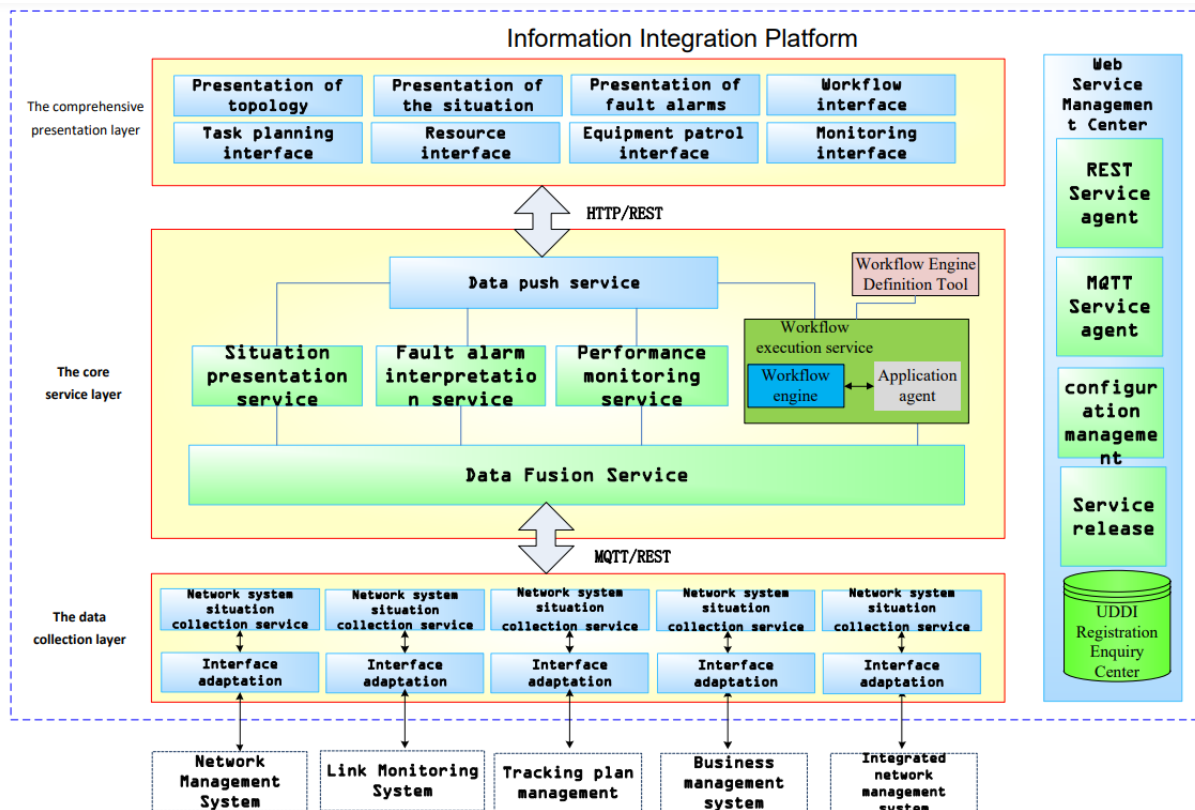 Information Integration Platform
The comprehensive
presentation layer
Presentation of
topology
Presentation of
the situation
Presentation of
fault alarms
Workflow
interface
Task planning
interface
Resource
interface
Equipment patrol
interface
Monitoring
interface
HTTP/REST
The core
service layer
Data push service
Workflow Engine
Definition Tool
Situation
presentation
service
Fault alarm
interpretatio
n service
Performance
monitoring
service
Workflow
execution service
Workflow
engine
Application
agent
Data Fusion Service
MQTT/REST
The data
collection layer
Network system
situation
collection service
Network system
situation
collection service
Network system
situation
collection service
Network system
situation
collection service
Network system
situation
collection service
Interface
adaptation
Interface
adaptation
Interface
adaptation
Interface
adaptation
Interface
adaptation
Network
Management
System
Link Monitoring
System
Tracking plan
management
Business
management
system
Integrated
network
management
system
Web
Service
Managemen
t Center
REST
Service
agent
MQTT
Service
agent
configur
ation
manageme
nt
Service
release
UDDI
Registration
Enquiry
Center